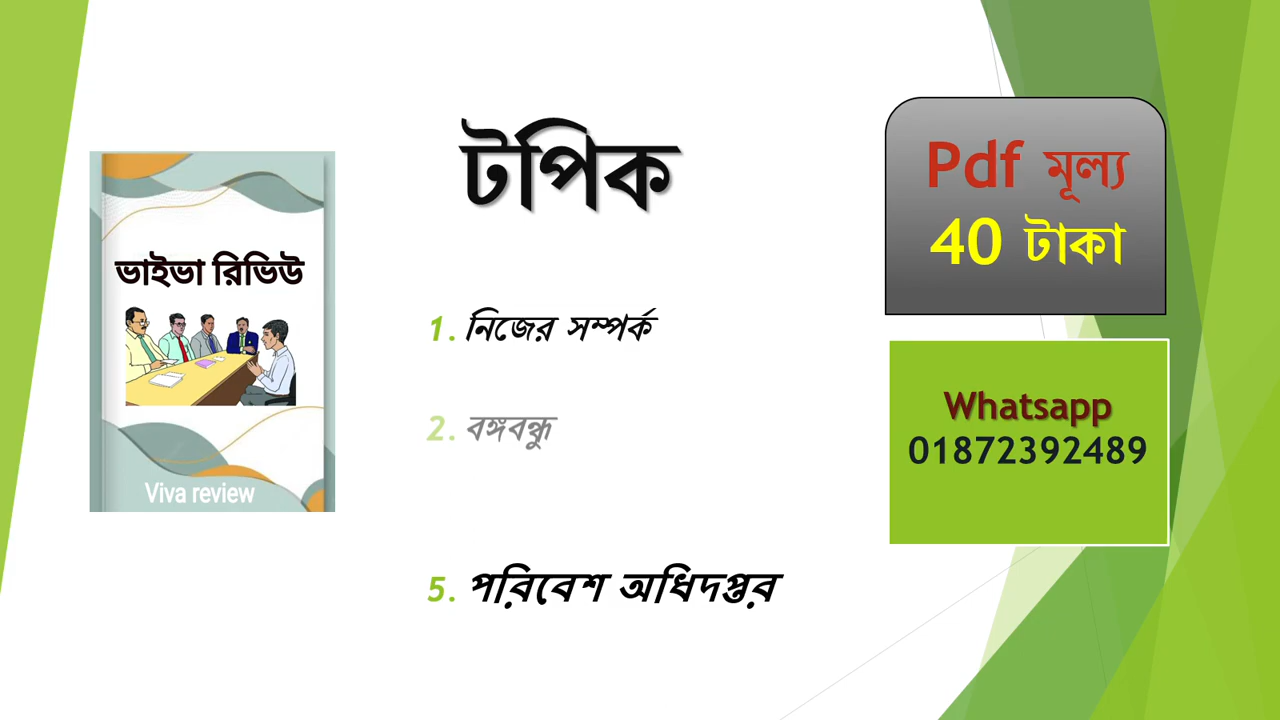 টপিক
ভাইভা রিভিউ
Viva review
1. নিজের সম্পর্ক
2. বঙ্গবন্ধু
5. পরিবেশ অধিদপ্তর
Pdf মূল্য
40 টাকা
Whatsapp
01872392489